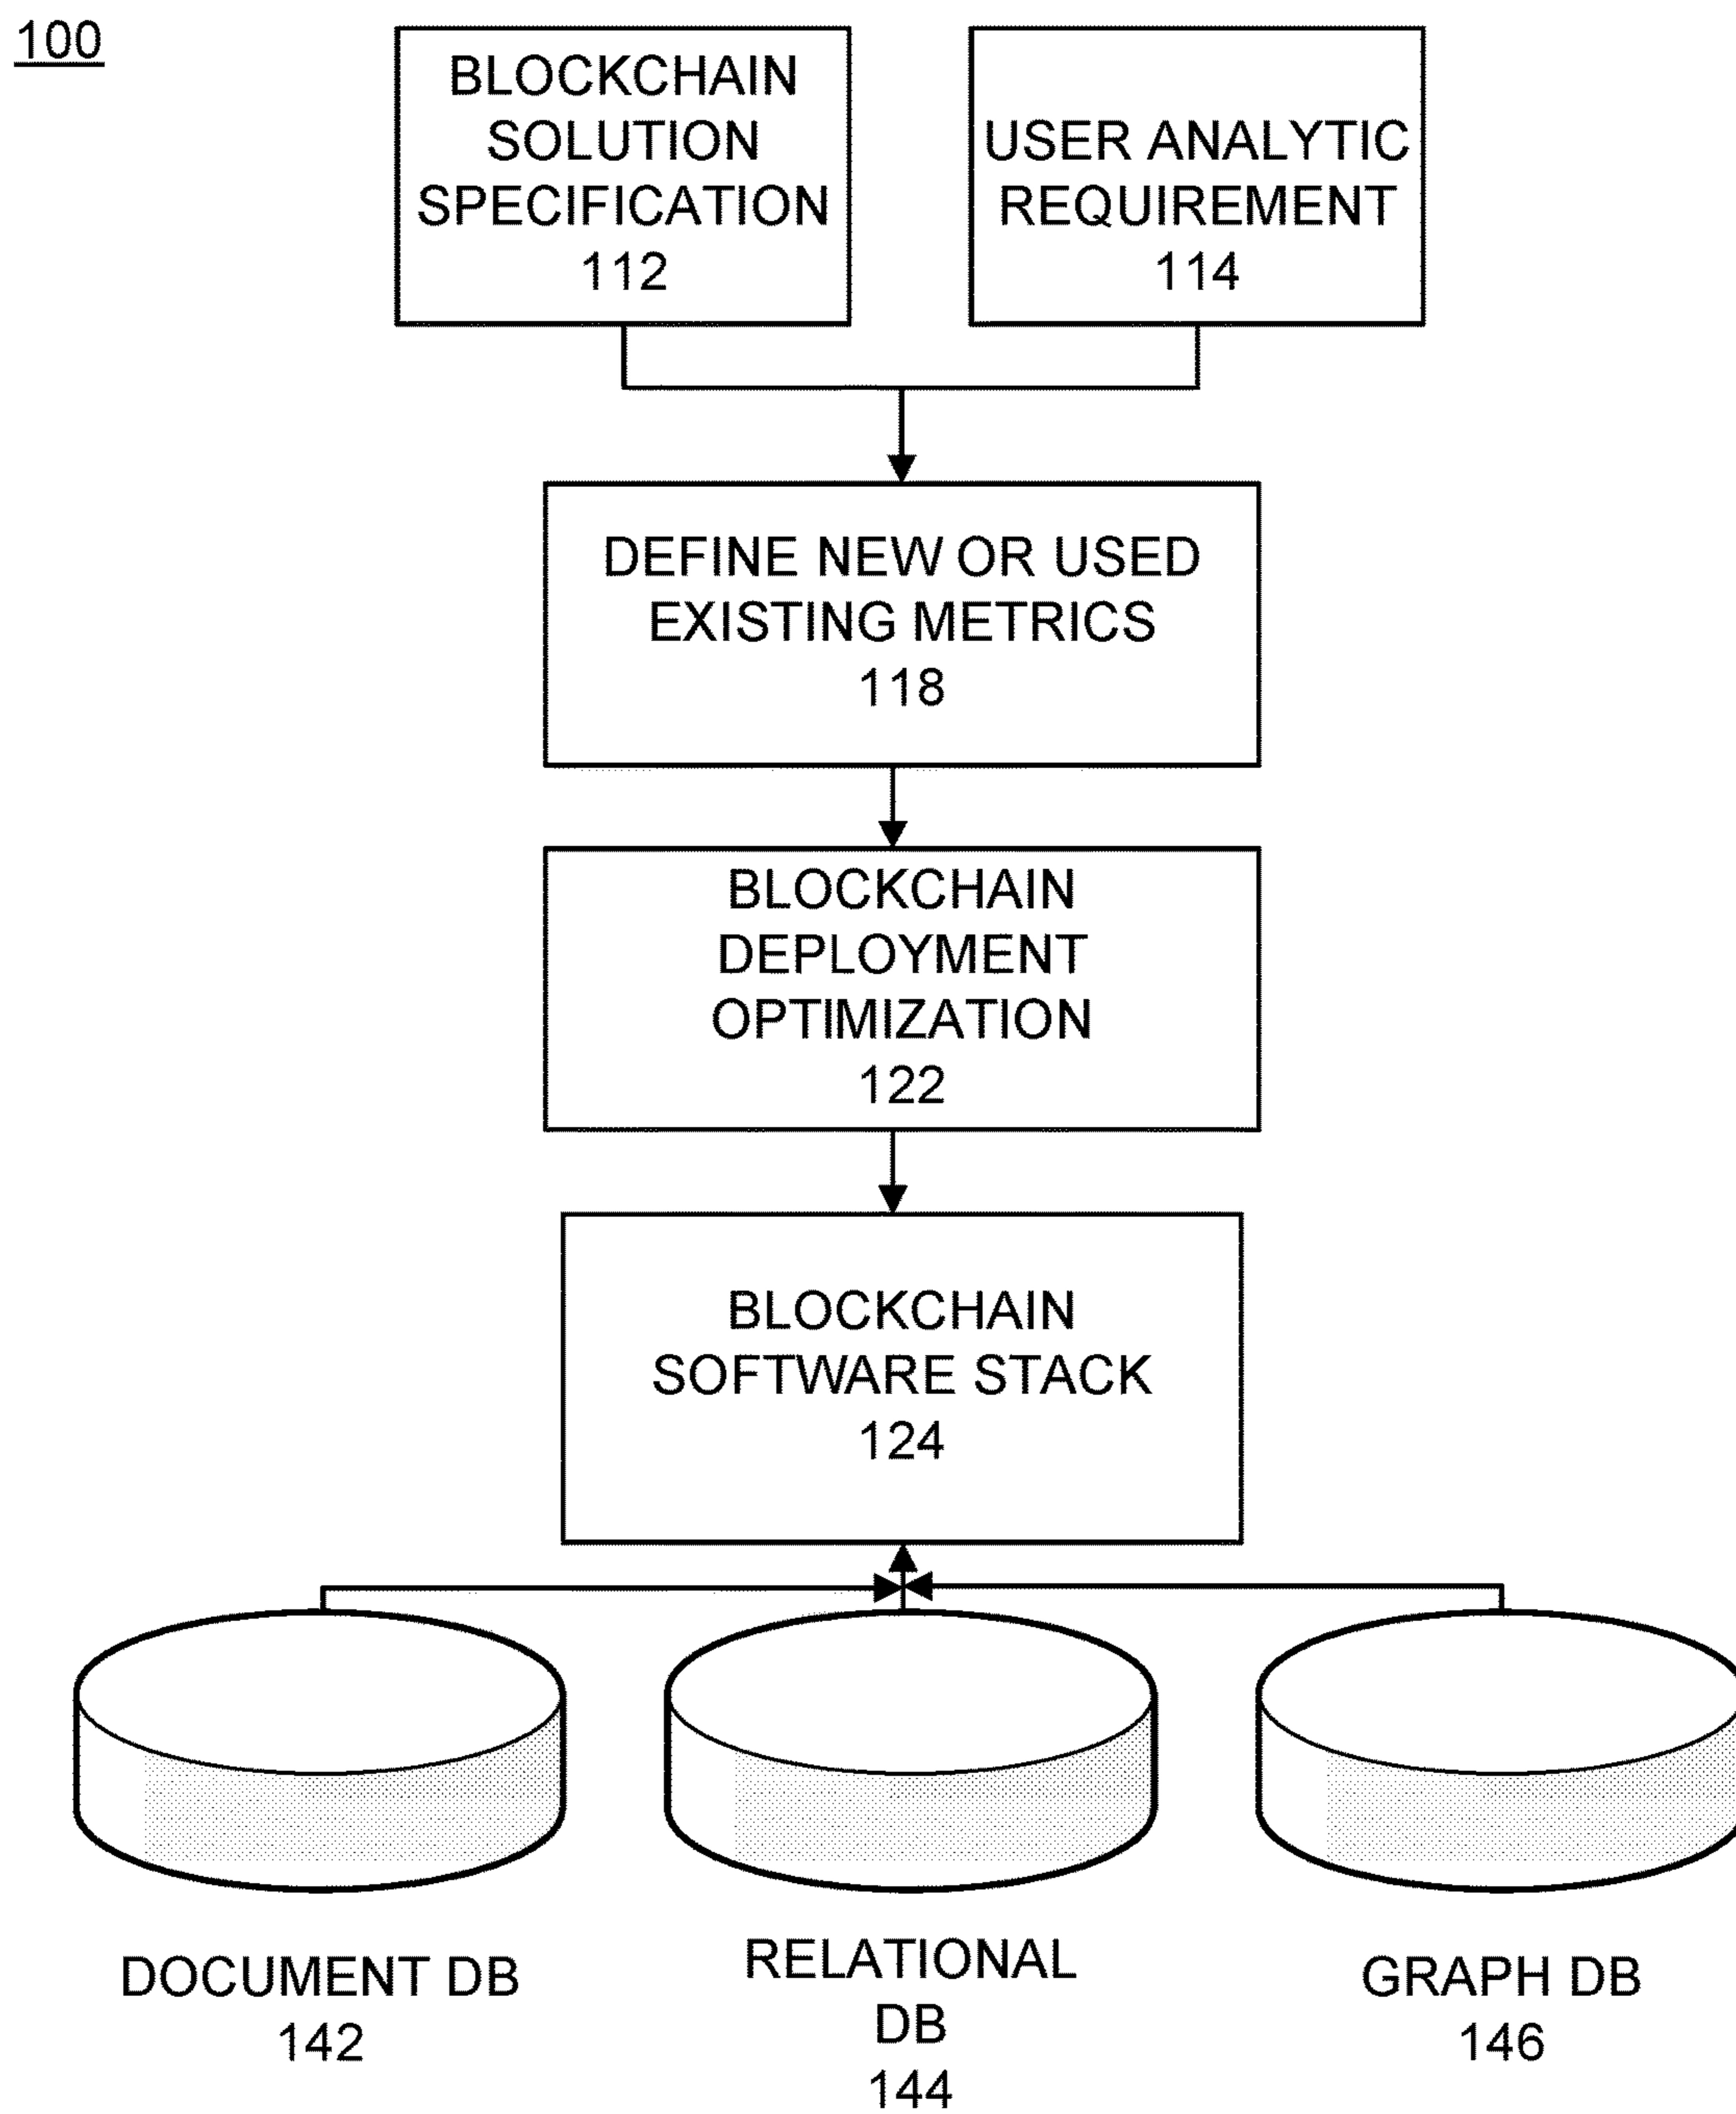 100
BLOCKCHAIN
SOLUTION
SPECIFICATION
112
USER ANALYTIC
REQUIREMENT
114
DEFINE NEW OR USED
EXISTING METRICS
118
BLOCKCHAIN
DEPLOYMENT
OPTIMIZATION
122
BLOCKCHAIN
SOFTWARE STACK
124
DOCUMENT DB
142
RELATIONAL
DB
144
GRAPH DB
146